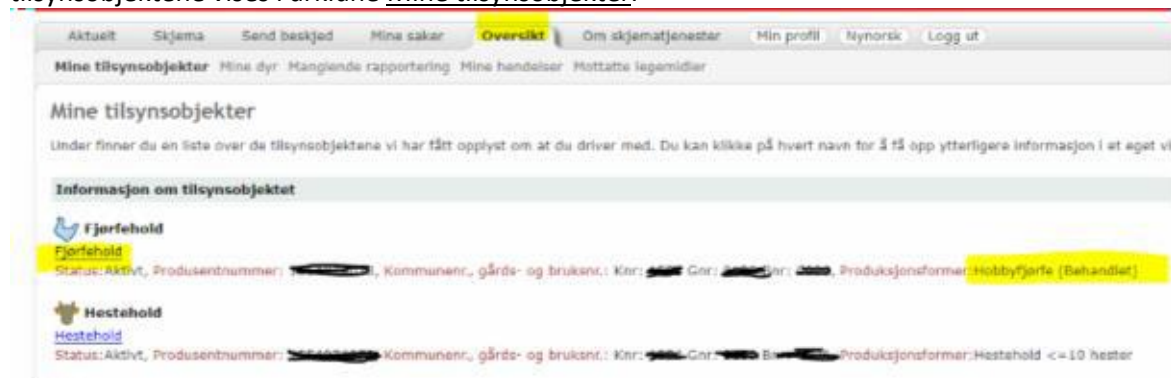 tilsynsobjektene vises i arkfane Mine tilsynsobjekter.
Aktuelt Skjema Send beskjed Mine saker Oversikt Om skjematjenester Min profil Nynorsk Logg ut
Mine tilsynsobjekter Mine dyr Manglende rapportering Mine hendelser Mottatte legemidler
Mine tilsynsobjekter
Under finner du en liste over de tilsynsobjektene vi har fått opplyst om at du driver med. Du kan klikke på hvert navn for å få opp ytterligere informasjon i et eget vi
Informasjon om tilsynsobjektet
Fjørfehold
Fjørfehold
Status:Aktivt, Produsentnummer: , Kommunenr., gårds- og bruksnr.: Knr: Gnr: Bnr: , Produksjonsformer:Hobbyfjørfe (Behandlet)
Hestehold
Hestehold
Status:Aktivt, Produsentnummer: Kommunenr., gårds- og bruksnr.: Knr: Gnr: B Produksjonsformer:Hestehold <=10 hester